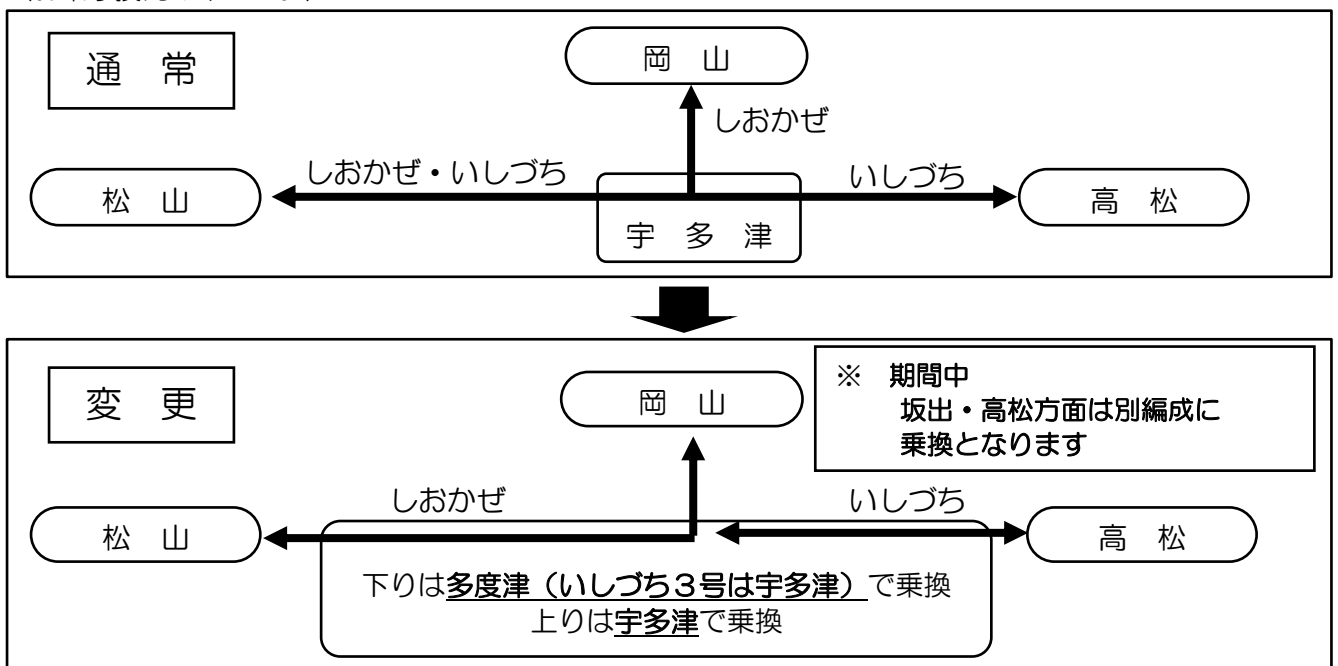 通 常
岡 山
しおかぜ
しおかぜ・いしづち
いしづち
松 山
高 松
宇 多 津
変 更
岡 山
※ 期間中
坂出・高松方面は別編成に
乗換となります
しおかぜ
いしづち
松 山
高 松
下りは多度津（いしづち３号は宇多津）で乗換
上りは宇多津で乗換